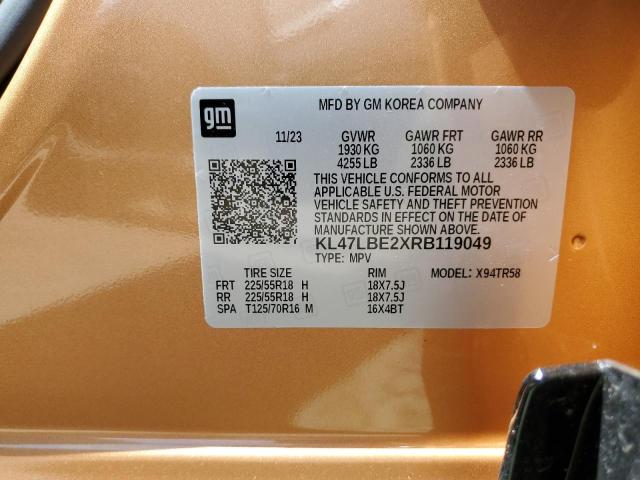 gm
MFD BY GM KOREA COMPANY
11/23 GVWR GAWR FRT GAWR RR
1930 KG 1060 KG 1060 KG
4255 LB 2336 LB 2336 LB
THIS VEHICLE CONFORMS TO ALL
APPLICABLE U.S. FEDERAL MOTOR
VEHICLE SAFETY AND THEFT PREVENTION
STANDARDS IN EFFECT ON THE DATE OF
MANUFACTURE SHOWN ABOVE.
KL47LBE2XRB119049
TYPE: MPV
TIRE SIZE RIM MODEL: X94TR58
FRT 225/55R18 H 18X7.5J
RR 225/55R18 H 18X7.5J
SPA T125/70R16 M 16X4BT